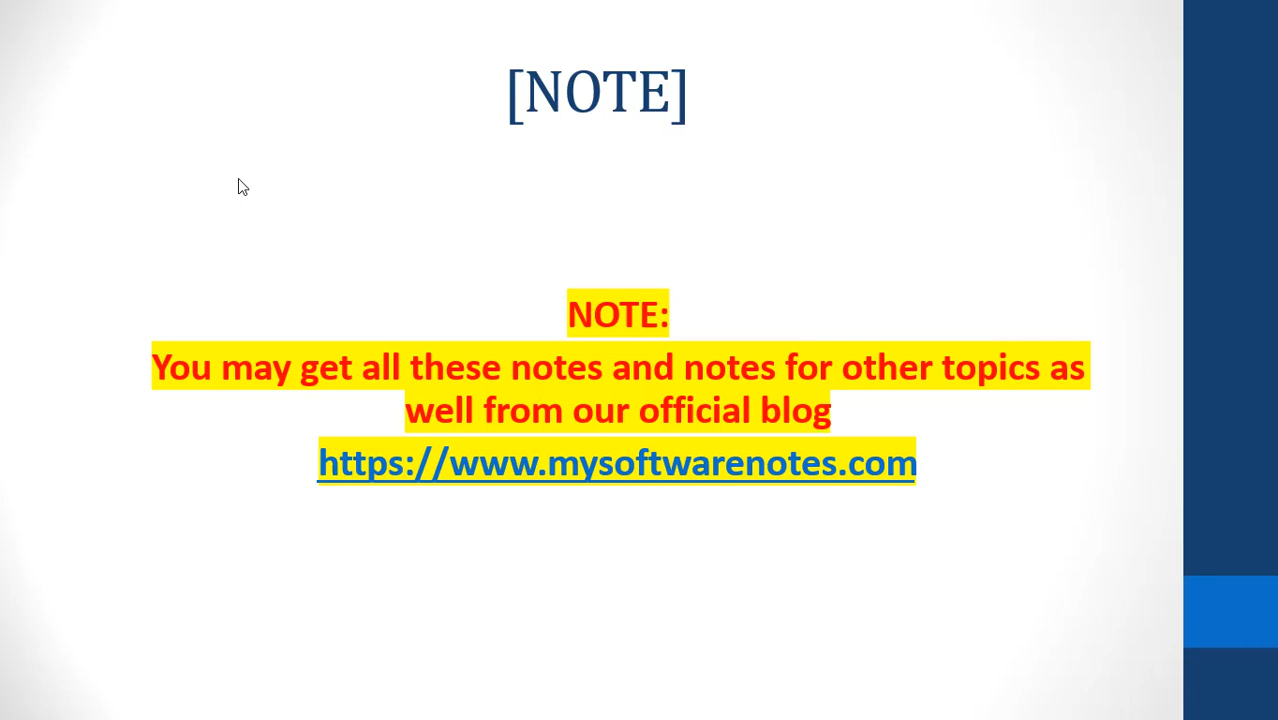 [NOTE]
NOTE:
You may get all these notes and notes for other topics as
well from our official blog
https://www.mysoftwarenotes.com